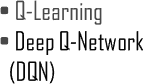 • Q-Learning
• Deep Q-Network
(DQN)